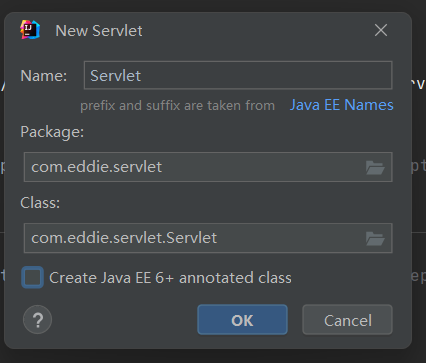 New Servlet
Name: Servlet
prefix and suffix are taken from Java EE Names
Package:
com.eddie.servlet
Class:
com.eddie.servlet.Servlet
Create Java EE 6+ annotated class
? OK Cancel